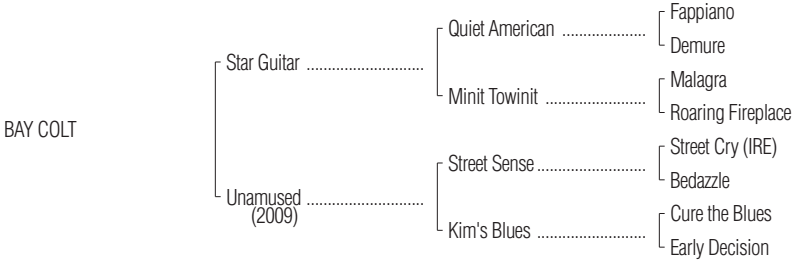 Fappiano
Quiet American ....................
Demure
Star Guitar ............................
Malagra
Minit Towinit ........................
Roaring Fireplace
BAY COLT
Street Cry (IRE)
Street Sense ..........................
Bedazzle
Unamused ............................
(2009)
Cure the Blues
Kim's Blues ..........................
Early Decision